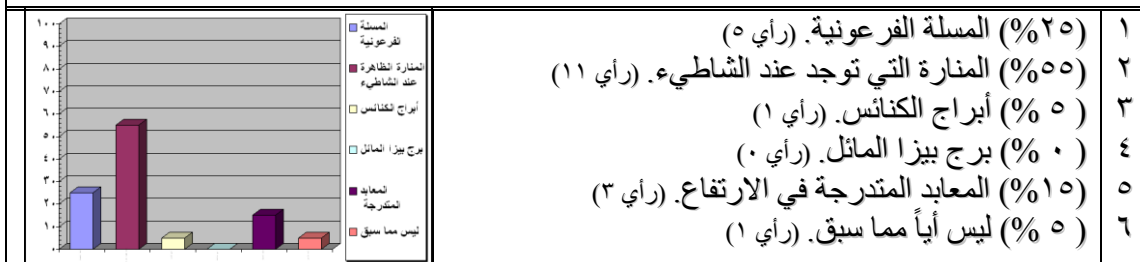 ١ (٢٥%) المسلة الفرعونية. (رأي ٥)
٢ (٥٥%) المنارة التي توجد عند الشاطيء. (رأي ١١)
٣ ( ٥ %) أبراج الكنائس. (رأي ١)
٤ ( ٠ %) برج بيزا المائل. (رأي ٠)
٥ (١٥%) المعابد المتدرجة في الارتفاع. (رأي ٣)
٦ ( ٥ %) ليس أياً مما سبق. (رأي ١)
المسلة
الفرعونية
المنارة الظاهرة
عند الشاطيء
أبراج الكنائس
برج بيزا المائل
المعابد
المتدرجة
ليس مما سبق
١٠٠
٩٠
٨٠
٧٠
٦٠
٥٠
٤٠
٣٠
٢٠
١٠
٠